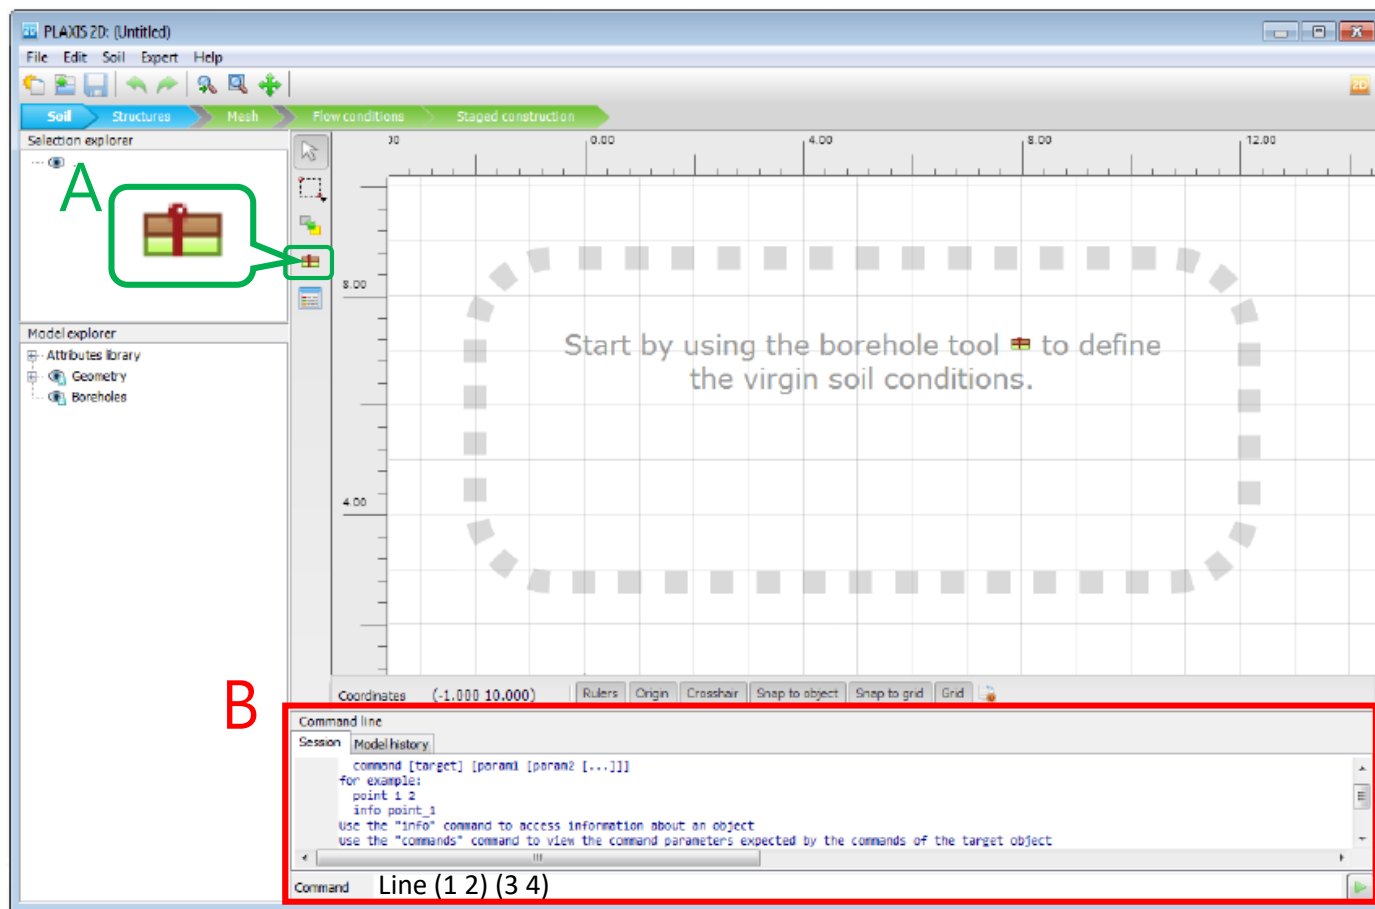 PLAXIS 2D: (Untitled)
File Edit Soil Expert Help
2D
Soil Structures Mesh Flow conditions Staged construction
Selection explorer
A
Model explorer
Attributes library
Geometry
Boreholes
0.00 4.00 8.00 12.00
8.00
4.00
Start by using the borehole tool to define
the virgin soil conditions.
Coordinates (-1.000 10.000) Rulers Origin Crosshair Snap to object Snap to grid Grid
B
Command line
Session Model history
command [target] [param1 [param2 [...]]]
for example:
point 1 2
info point_1
Use the "info" command to access information about an object
Use the "commands" command to view the command parameters expected by the commands of the target object
Command Line (1 2) (3 4)